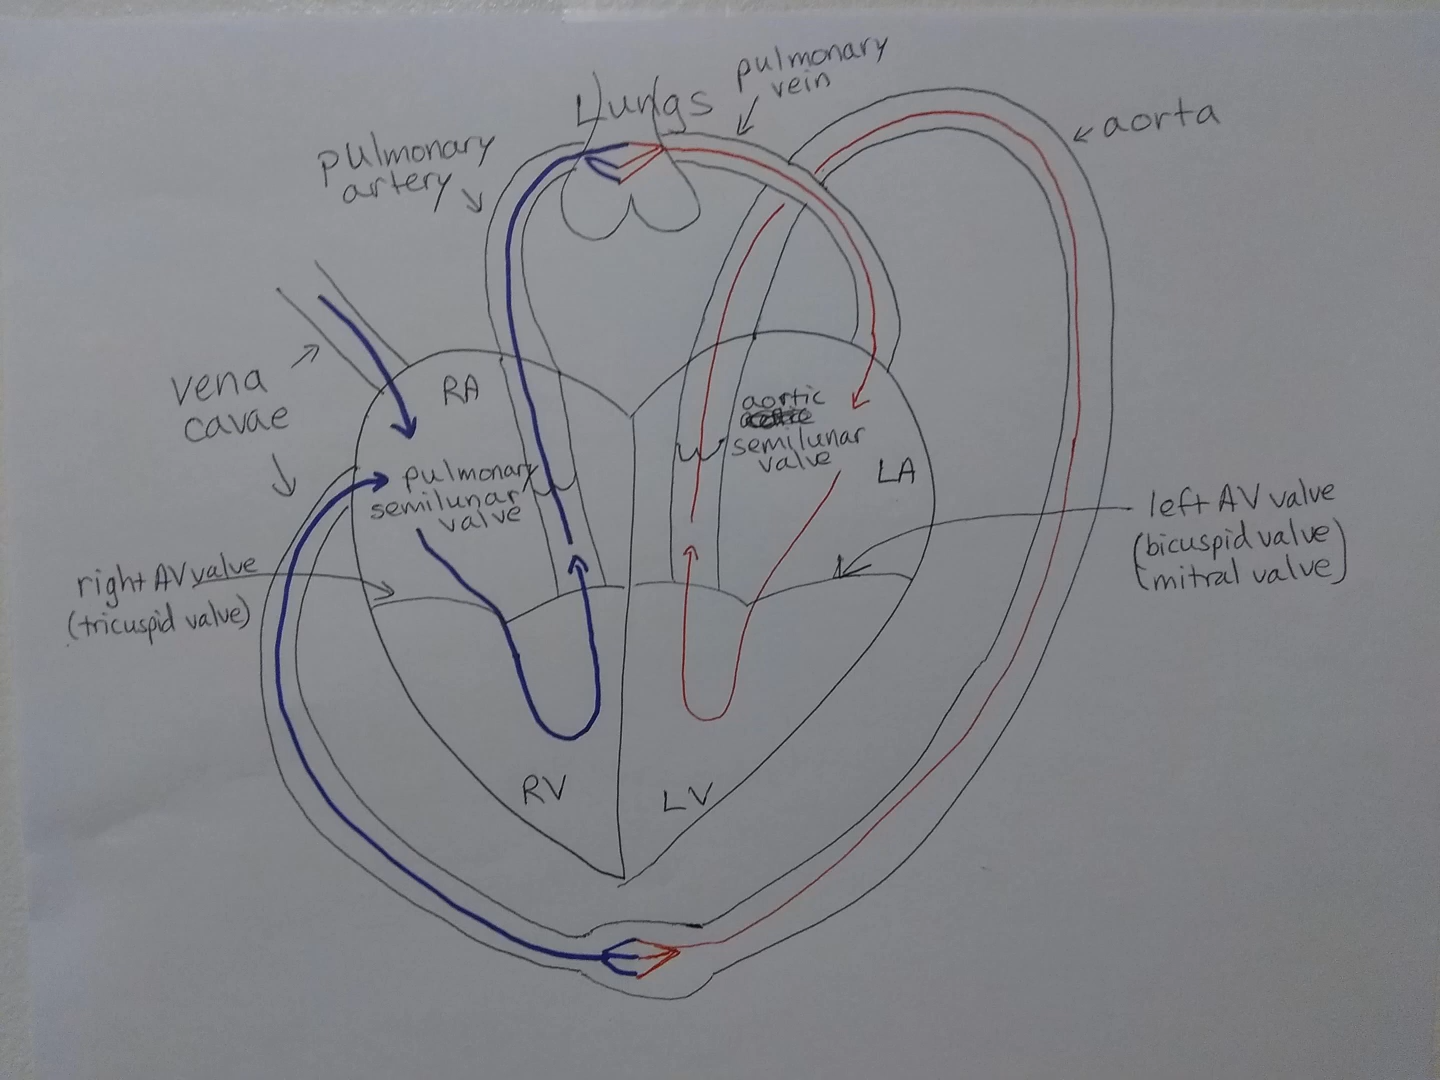 Lungs
pulmonary
vein
aorta
pulmonary
artery
vena
cavae
RA
aortic
semilunar
valve
LA
pulmonary
semilunar
valve
left AV valve
(bicuspid valve)
(mitral valve)
right AV valve
(tricuspid valve)
RV
LV